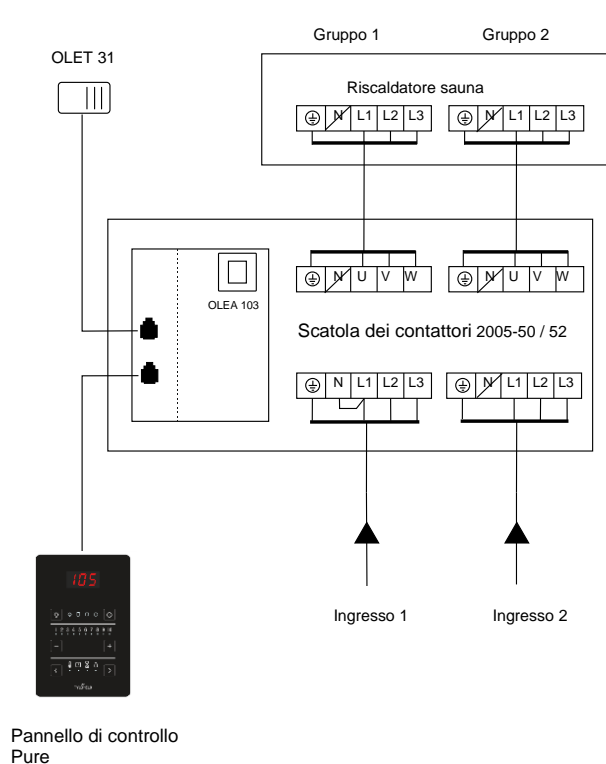 Gruppo 1 Gruppo 2
OLET 31
Riscaldatore sauna
N L1 L2 L3 N L1 L2 L3
N U V W N U V W
OLEA 103
Scatola dei contattori 2005-50 / 52
N L1 L2 L3 N L1 L2 L3
105
Ingresso 1 Ingresso 2
Pannello di controllo
Pure